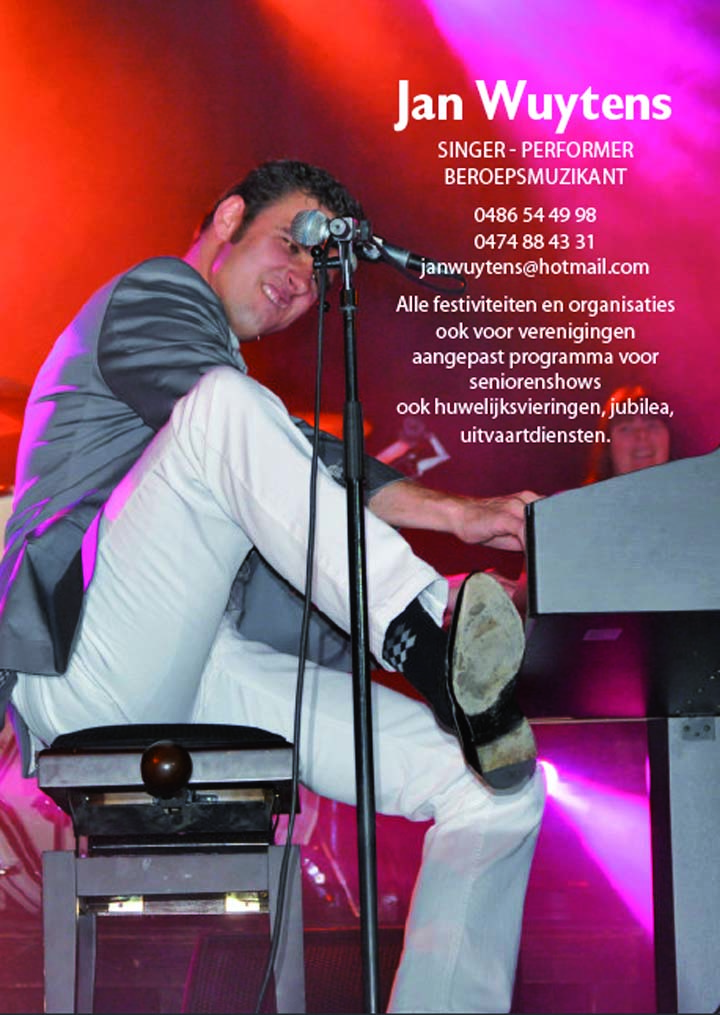 Jan Wuytens
SINGER - PERFORMER
BEROEPSMUZIKANT
0486 54 49 98
0474 88 43 31
janwuytens@hotmail.com
Alle festiviteiten en organisaties
ook voor verenigingen
aangepast programma voor
seniorenshows
ook huwelijksvieringen, jubilea,
uitvaartdiensten.